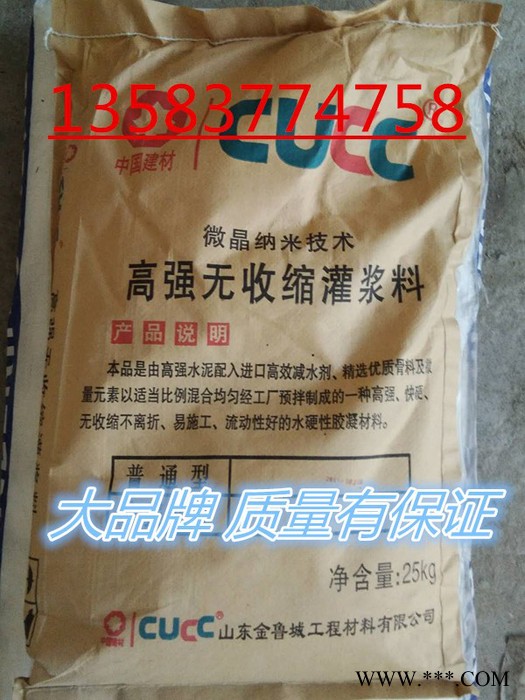 13583774758
中国建材 CUCC®
微晶纳米技术
高强无收缩灌浆料
产品说明
本品是由高强水泥配入进口高效减水剂、精选优质骨料及微
量元素以适当比例混合均匀经工厂预拌制成的一种高强、快硬、
无收缩不离折、易施工、流动性好的水硬性胶凝材料。
普通型
大品牌 质量有保证
净含量:25kg
中国建材 CUCC 山东金鲁城工程材料有限公司
www.***.COM